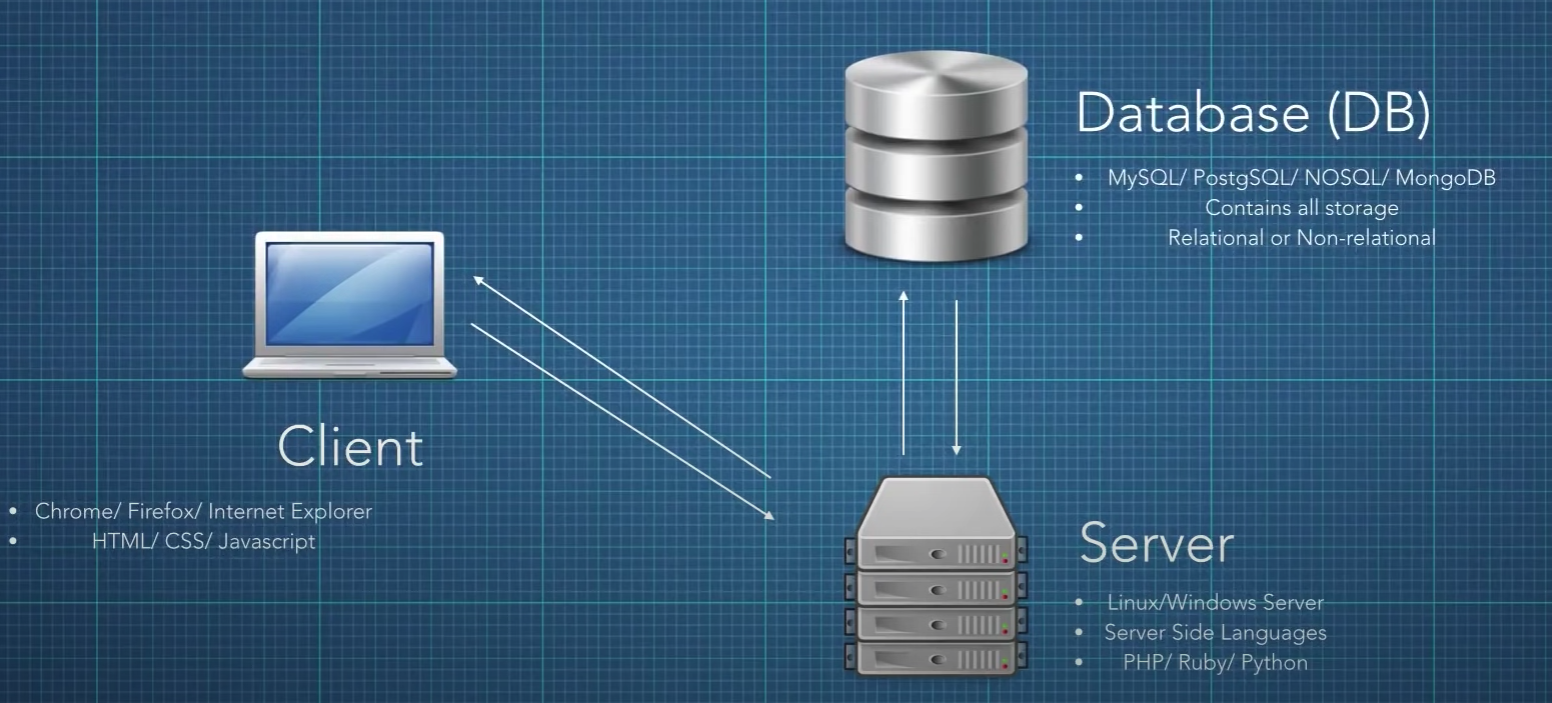 Database (DB)
• MySQL/ PostgSQL/ NOSQL/ MongoDB
• Contains all storage
• Relational or Non-relational
Client
• Chrome/ Firefox/ Internet Explorer
• HTML/ CSS/ Javascript
Server
• Linux/Windows Server
• Server Side Languages
• PHP/ Ruby/ Python